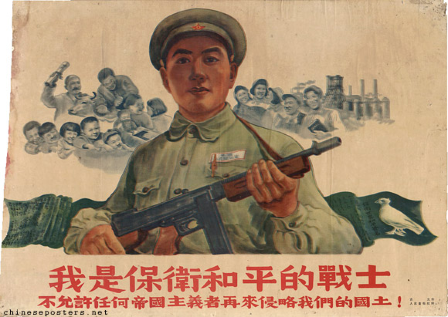 我是保衛和平的戰士
不允許任何帝國主義者再來侵略我們的國土！
chineseposters.net